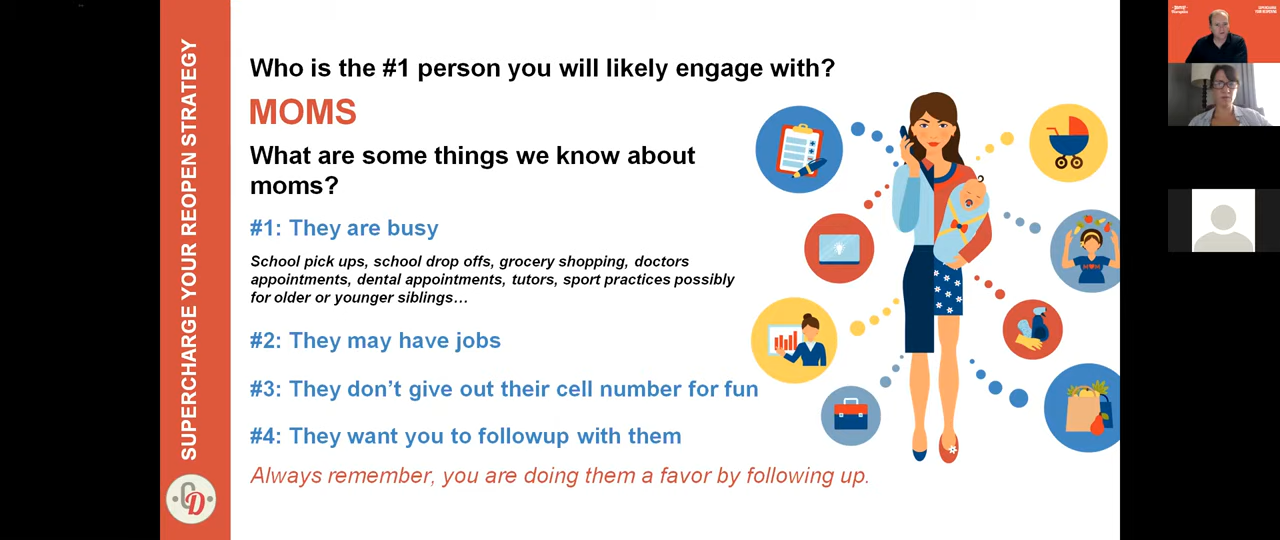 SUPERCHARGE YOUR REOPEN STRATEGY
Who is the #1 person you will likely engage with?
MOMS
What are some things we know about
moms?
#1: They are busy
School pick ups, school drop offs, grocery shopping, doctors
appointments, dental appointments, tutors, sport practices possibly
for older or younger siblings…
#2: They may have jobs
#3: They don’t give out their cell number for fun
#4: They want you to followup with them
Always remember, you are doing them a favor by following up.
CD
MOM